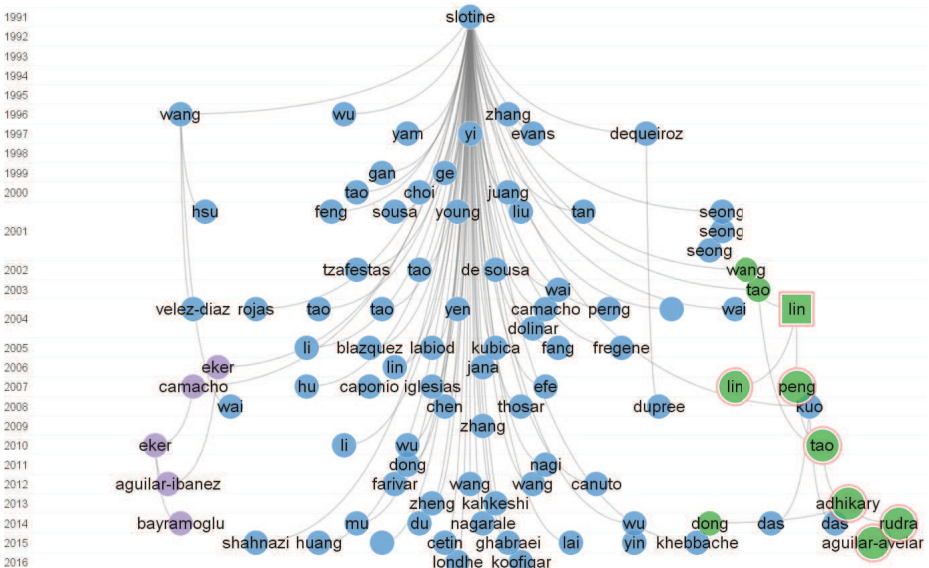 1991 slotine
1992
1993
1994
1995
1996 wang wu zhang
1997 yam yi evans dequeiroz
1998
1999 gan ge
2000 tao choi juang
hsu feng sousa young liu tan seong
2001 seong
seong
2002 tzafestas tao de sousa wang
2003 wai tao
velez-diaz rojas tao tao yen camacho perng wai lin
2004
dolinar
2005 li blazquez labiod kubica fang fregene
2006 eker lin jana
2007 camacho hu caponio iglesias efe lin peng
2008 wai chen thosar dupree kuo
2009 zhang
2010 eker li wu tao
2011 dong nagi
2012 aguilar-ibanez farivar wang wang canuto
2013 zheng kahkeshi adhikary
2014 bayramoglu mu du nagarale wu dong das das rudra
2015 shahnazi huang cetin ghabraei lai yin khebbache aguilar-avelar
2016 londhe koofigar